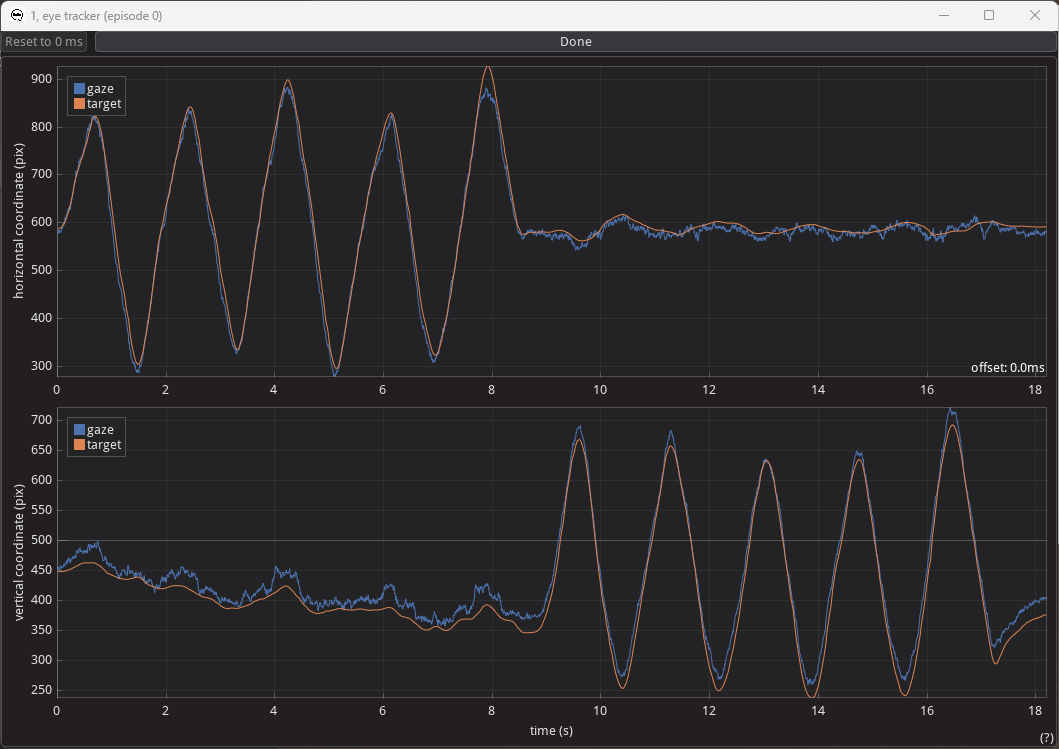 1, eye tracker (episode 0)
Reset to 0 ms
Done
900
800
700
600
500
400
300
horizontal coordinate (pix)
gaze
target
offset: 0.0ms
0 2 4 6 8 10 12 14 16 18
700
650
600
550
500
450
400
350
300
250
vertical coordinate (pix)
gaze
target
0 2 4 6 8 10 12 14 16 18
time (s)
(?)